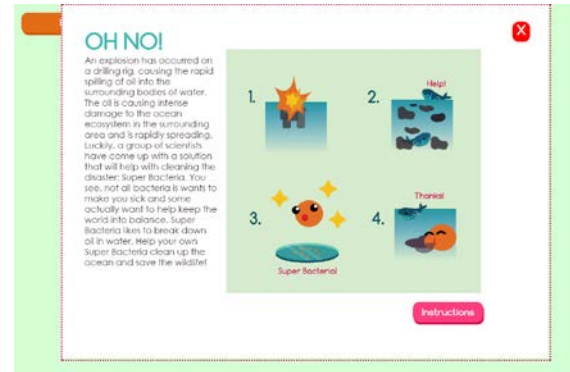 OH NO!
An explosion has occurred on
a drilling rig, causing the rapid
spilling of oil into the
surrounding bodies of water.
The oil is causing intense
damage to the ocean
ecosystem in the surrounding
area and is rapidly spreading.
Luckily, a group of scientists
have come up with a solution
that will help with cleaning the
disaster: Super Bacteria. You
see, not all bacteria is wants to
make you sick and some
actually want to help keep the
world into balance. Super
Bacteria likes to break down
oil in water. Help your own
Super Bacteria clean up the
ocean and save the wildlife!
X
1.
2.
Help!
3.
Super Bacteria!
4.
Thanks!
Instructions